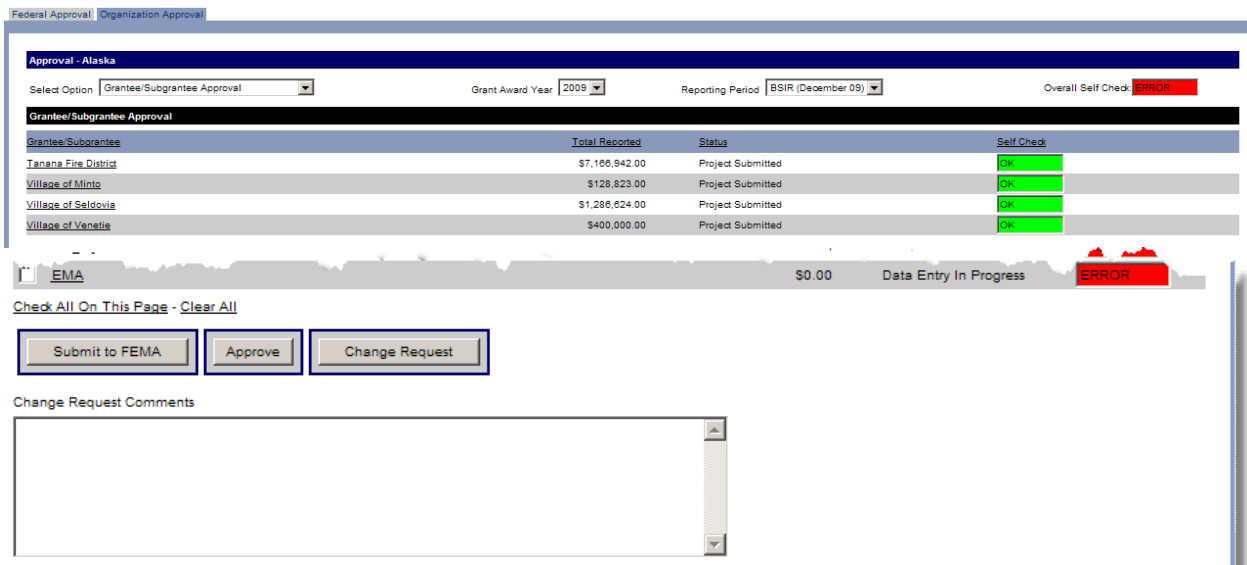 Federal Approval Organization Approval
Approval - Alaska
Select Option Grantee/Subgrantee Approval Grant Award Year 2009 Reporting Period BSIR (December 09) Overall Self Check: ERROR
Grantee/Subgrantee Approval
Grantee/Subgrantee Total Reported Status Self Check
Tanana Fire District $7,166,942.00 Project Submitted OK
Village of Minto $128,823.00 Project Submitted OK
Village of Seldovia $1,286,624.00 Project Submitted OK
Village of Venetie $400,000.00 Project Submitted OK
EMA $0.00 Data Entry In Progress ERROR
Check All On This Page - Clear All
Submit to FEMA Approve Change Request
Change Request Comments